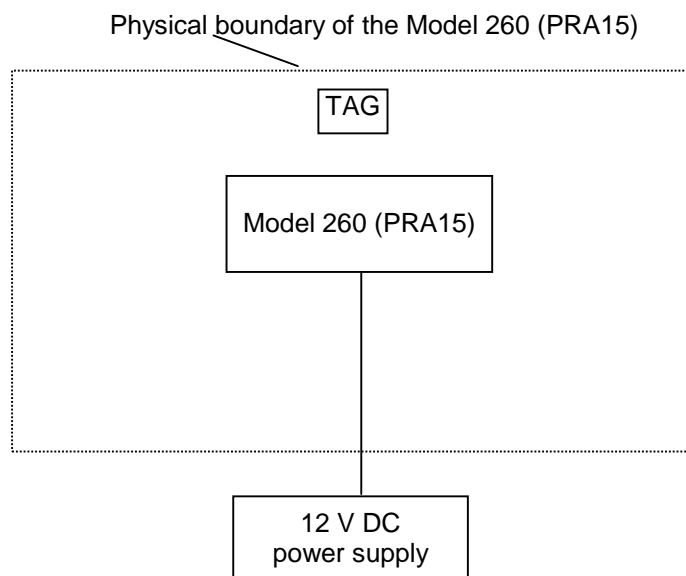 Physical boundary of the Model 260 (PRA15)
TAG
Model 260 (PRA15)
12 V DC
power supply